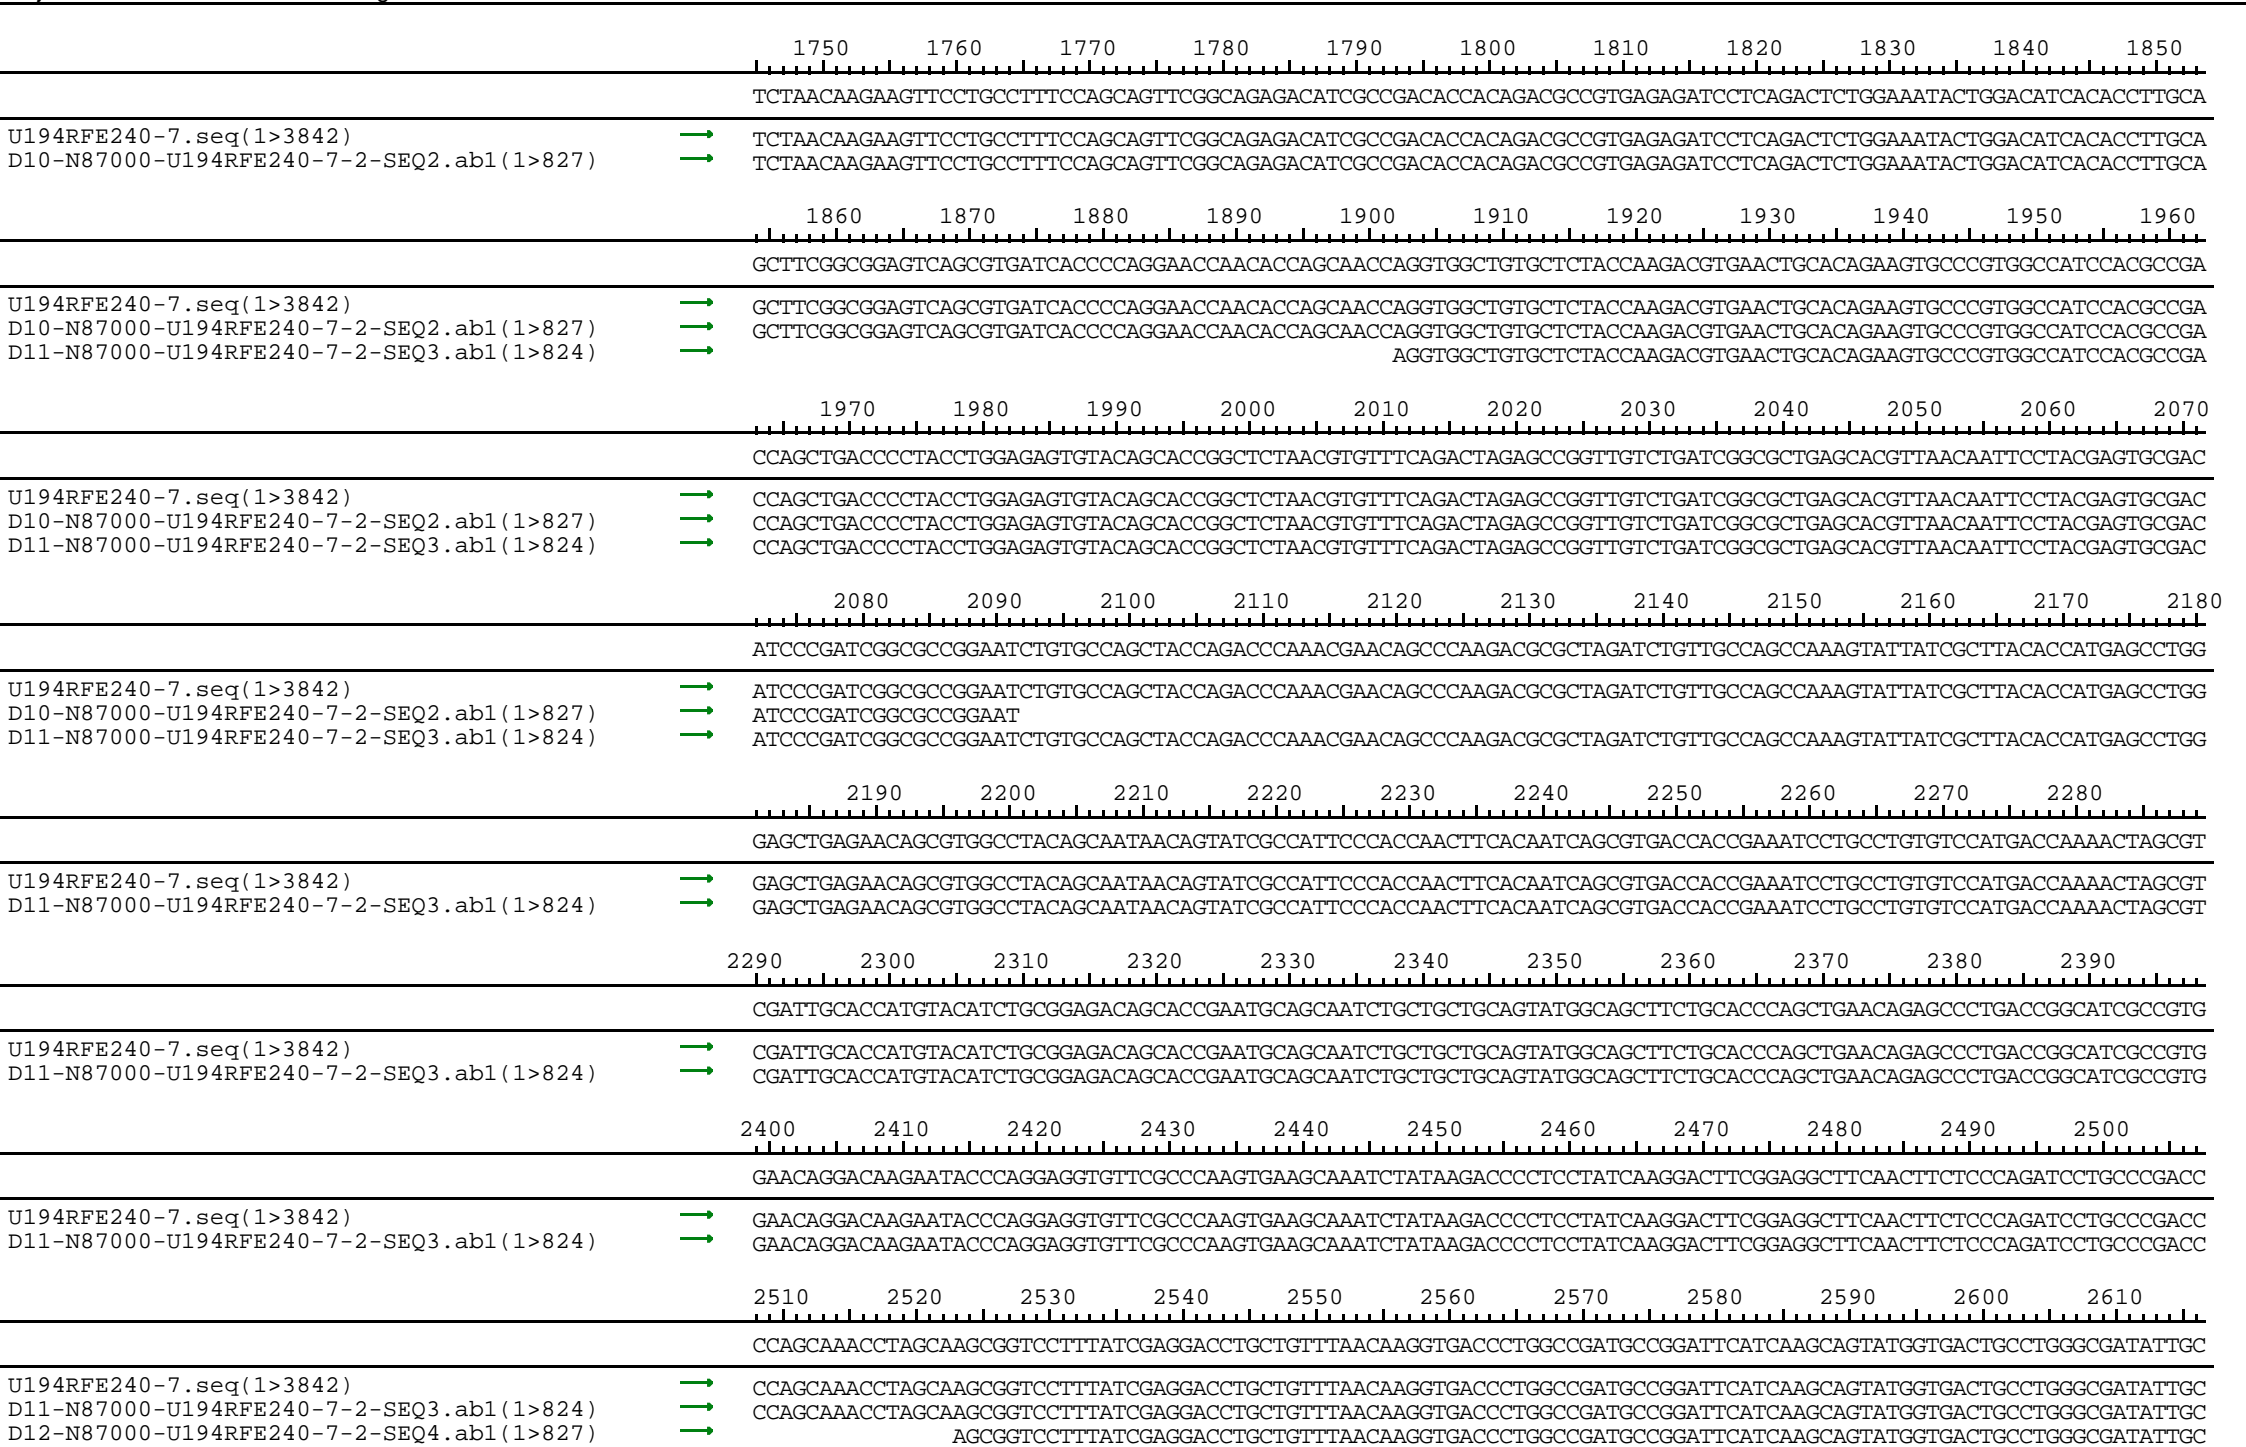 1750 1760 1770 1780 1790 1800 1810 1820 1830 1840 1850
TCTAACAAGAAGTTCCTGCCTTTCCAGCAGTTCGGCAGAGACATCGCCGACACCACAGACGCCGTGAGAGATCCTCAGACTCTGGAAATACTGGACATCACACCTTGCA
U194RFE240-7.seq(1>3842) TCTAACAAGAAGTTCCTGCCTTTCCAGCAGTTCGGCAGAGACATCGCCGACACCACAGACGCCGTGAGAGATCCTCAGACTCTGGAAATACTGGACATCACACCTTGCA
D10-N87000-U194RFE240-7-2-SEQ2.ab1(1>827) TCTAACAAGAAGTTCCTGCCTTTCCAGCAGTTCGGCAGAGACATCGCCGACACCACAGACGCCGTGAGAGATCCTCAGACTCTGGAAATACTGGACATCACACCTTGCA
1860 1870 1880 1890 1900 1910 1920 1930 1940 1950 1960
GCTTCGGCGGAGTCAGCGTGATCACCCCAGGAACCAACACCAGCAACCAGGTGGCTGTGCTCTACCAAGACGTGAACTGCACAGAAGTGCCCGTGGCCATCCACGCCGA
U194RFE240-7.seq(1>3842) GCTTCGGCGGAGTCAGCGTGATCACCCCAGGAACCAACACCAGCAACCAGGTGGCTGTGCTCTACCAAGACGTGAACTGCACAGAAGTGCCCGTGGCCATCCACGCCGA
D10-N87000-U194RFE240-7-2-SEQ2.ab1(1>827) GCTTCGGCGGAGTCAGCGTGATCACCCCAGGAACCAACACCAGCAACCAGGTGGCTGTGCTCTACCAAGACGTGAACTGCACAGAAGTGCCCGTGGCCATCCACGCCGA
D11-N87000-U194RFE240-7-2-SEQ3.ab1(1>824) AGGTGGCTGTGCTCTACCAAGACGTGAACTGCACAGAAGTGCCCGTGGCCATCCACGCCGA
1970 1980 1990 2000 2010 2020 2030 2040 2050 2060 2070
CCAGCTGACCCCTACCTGGAGAGTGTACAGCACCGGCTCTAACGTGTTTCAGACTAGAGCCGGTTGTCTGATCGGCGCTGAGCACGTTAACAATTCCTACGAGTGCGAC
U194RFE240-7.seq(1>3842) CCAGCTGACCCCTACCTGGAGAGTGTACAGCACCGGCTCTAACGTGTTTCAGACTAGAGCCGGTTGTCTGATCGGCGCTGAGCACGTTAACAATTCCTACGAGTGCGAC
D10-N87000-U194RFE240-7-2-SEQ2.ab1(1>827) CCAGCTGACCCCTACCTGGAGAGTGTACAGCACCGGCTCTAACGTGTTTCAGACTAGAGCCGGTTGTCTGATCGGCGCTGAGCACGTTAACAATTCCTACGAGTGCGAC
D11-N87000-U194RFE240-7-2-SEQ3.ab1(1>824) CCAGCTGACCCCTACCTGGAGAGTGTACAGCACCGGCTCTAACGTGTTTCAGACTAGAGCCGGTTGTCTGATCGGCGCTGAGCACGTTAACAATTCCTACGAGTGCGAC
2080 2090 2100 2110 2120 2130 2140 2150 2160 2170 2180
ATCCCGATCGGCGCCGGAATCTGTGCCAGCTACCAGACCCAAACGAACAGCCCAAGACGCGCTAGATCTGTTGCCAGCCAAAGTATTATCGCTTACACCATGAGCCTGG
U194RFE240-7.seq(1>3842) ATCCCGATCGGCGCCGGAATCTGTGCCAGCTACCAGACCCAAACGAACAGCCCAAGACGCGCTAGATCTGTTGCCAGCCAAAGTATTATCGCTTACACCATGAGCCTGG
D10-N87000-U194RFE240-7-2-SEQ2.ab1(1>827) ATCCCGATCGGCGCCGGAAT
D11-N87000-U194RFE240-7-2-SEQ3.ab1(1>824) ATCCCGATCGGCGCCGGAATCTGTGCCAGCTACCAGACCCAAACGAACAGCCCAAGACGCGCTAGATCTGTTGCCAGCCAAAGTATTATCGCTTACACCATGAGCCTGG
2190 2200 2210 2220 2230 2240 2250 2260 2270 2280
GAGCTGAGAACAGCGTGGCCTACAGCAATAACAGTATCGCCATTCCCACCAACTTCACAATCAGCGTGACCACCGAAATCCTGCCTGTGTCCATGACCAAAACTAGCGT
U194RFE240-7.seq(1>3842) GAGCTGAGAACAGCGTGGCCTACAGCAATAACAGTATCGCCATTCCCACCAACTTCACAATCAGCGTGACCACCGAAATCCTGCCTGTGTCCATGACCAAAACTAGCGT
D11-N87000-U194RFE240-7-2-SEQ3.ab1(1>824) GAGCTGAGAACAGCGTGGCCTACAGCAATAACAGTATCGCCATTCCCACCAACTTCACAATCAGCGTGACCACCGAAATCCTGCCTGTGTCCATGACCAAAACTAGCGT
2290 2300 2310 2320 2330 2340 2350 2360 2370 2380 2390
CGATTGCACCATGTACATCTGCGGAGACAGCACCGAATGCAGCAATCTGCTGCTGCAGTATGGCAGCTTCTGCACCCAGCTGAACAGAGCCCTGACCGGCATCGCCGTG
U194RFE240-7.seq(1>3842) CGATTGCACCATGTACATCTGCGGAGACAGCACCGAATGCAGCAATCTGCTGCTGCAGTATGGCAGCTTCTGCACCCAGCTGAACAGAGCCCTGACCGGCATCGCCGTG
D11-N87000-U194RFE240-7-2-SEQ3.ab1(1>824) CGATTGCACCATGTACATCTGCGGAGACAGCACCGAATGCAGCAATCTGCTGCTGCAGTATGGCAGCTTCTGCACCCAGCTGAACAGAGCCCTGACCGGCATCGCCGTG
2400 2410 2420 2430 2440 2450 2460 2470 2480 2490 2500
GAACAGGACAAGAATACCCAGGAGGTGTTCGCCCAAGTGAAGCAAATCTATAAGACCCCTCCTATCAAGGACTTCGGAGGCTTCAACTTCTCCCAGATCCTGCCCGACC
U194RFE240-7.seq(1>3842) GAACAGGACAAGAATACCCAGGAGGTGTTCGCCCAAGTGAAGCAAATCTATAAGACCCCTCCTATCAAGGACTTCGGAGGCTTCAACTTCTCCCAGATCCTGCCCGACC
D11-N87000-U194RFE240-7-2-SEQ3.ab1(1>824) GAACAGGACAAGAATACCCAGGAGGTGTTCGCCCAAGTGAAGCAAATCTATAAGACCCCTCCTATCAAGGACTTCGGAGGCTTCAACTTCTCCCAGATCCTGCCCGACC
2510 2520 2530 2540 2550 2560 2570 2580 2590 2600 2610
CCAGCAAACCTAGCAAGCGGTCCTTTATCGAGGACCTGCTGTTTAACAAGGTGACCCTGGCCGATGCCGGATTCATCAAGCAGTATGGTGACTGCCTGGGCGATATTGC
U194RFE240-7.seq(1>3842) CCAGCAAACCTAGCAAGCGGTCCTTTATCGAGGACCTGCTGTTTAACAAGGTGACCCTGGCCGATGCCGGATTCATCAAGCAGTATGGTGACTGCCTGGGCGATATTGC
D11-N87000-U194RFE240-7-2-SEQ3.ab1(1>824) CCAGCAAACCTAGCAAGCGGTCCTTTATCGAGGACCTGCTGTTTAACAAGGTGACCCTGGCCGATGCCGGATTCATCAAGCAGTATGGTGACTGCCTGGGCGATATTGC
D12-N87000-U194RFE240-7-2-SEQ4.ab1(1>827) AGCGGTCCTTTATCGAGGACCTGCTGTTTAACAAGGTGACCCTGGCCGATGCCGGATTCATCAAGCAGTATGGTGACTGCCTGGGCGATATTGC